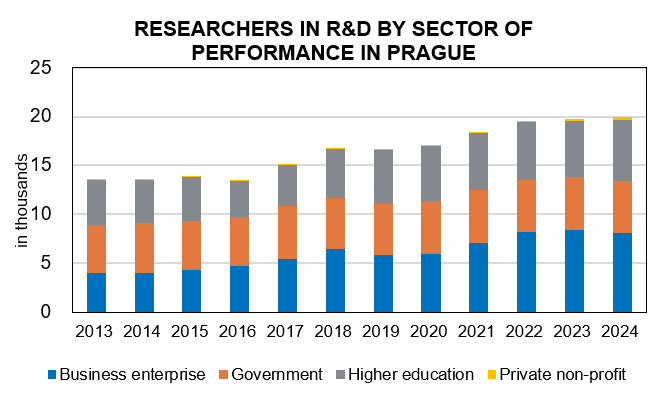 RESEARCHERS IN R&D BY SECTOR OF
PERFORMANCE IN PRAGUE
in thousands
25
20
15
10
5
0
2013 2014 2015 2016 2017 2018 2019 2020 2021 2022 2023 2024
Business enterprise Government Higher education Private non-profit